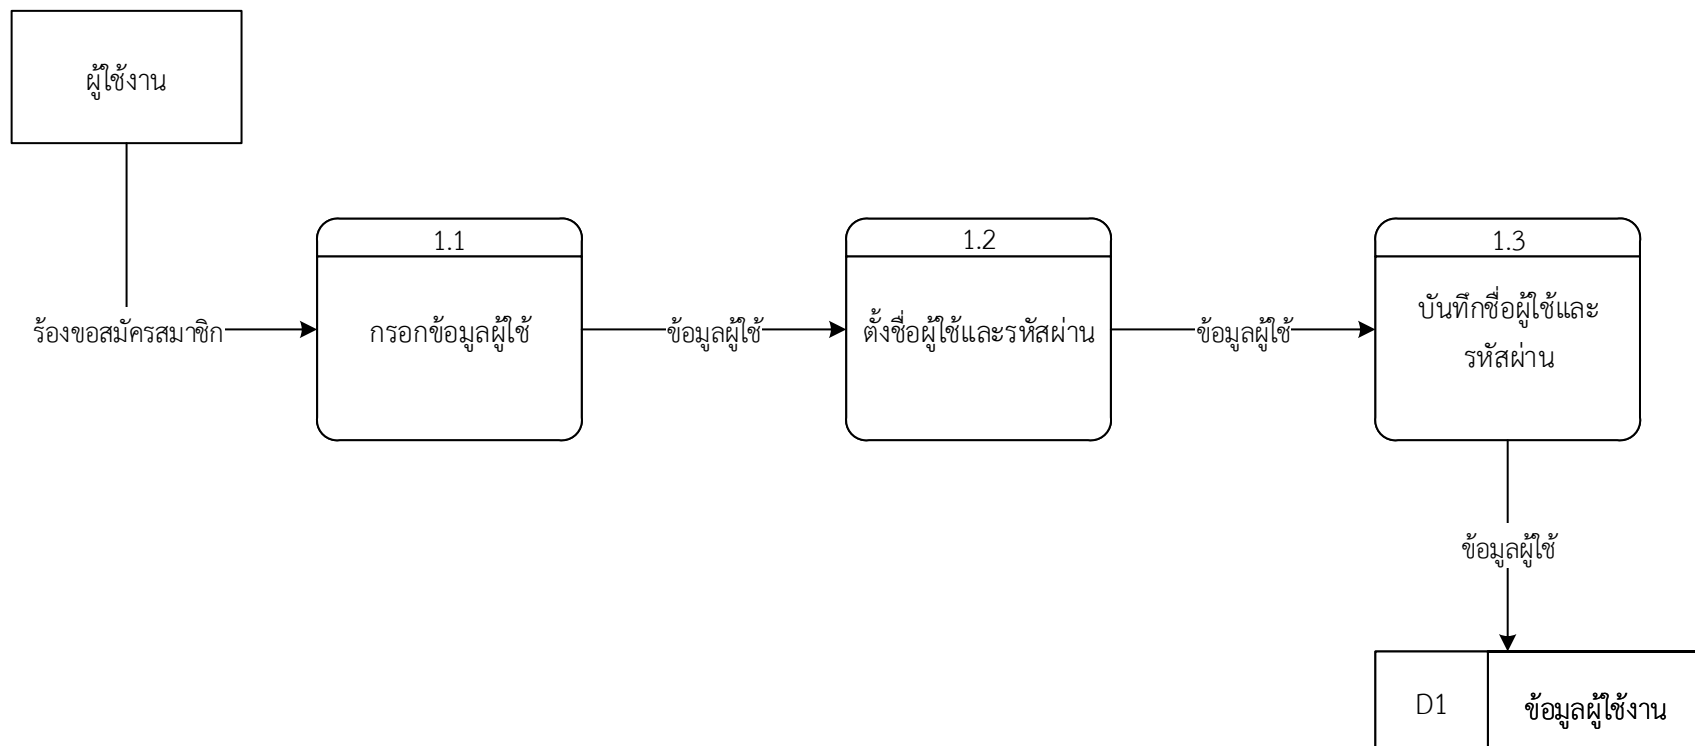 ผู้ใช้งาน
1.1
1.2
1.3
ร้องขอสมัครสมาชิก
กรอกข้อมูลผู้ใช้
ข้อมูลผู้ใช้
ตั้งชื่อผู้ใช้และรหัสผ่าน
ข้อมูลผู้ใช้
บันทึกชื่อผู้ใช้และ
รหัสผ่าน
ข้อมูลผู้ใช้
D1
ข้อมูลผู้ใช้งาน